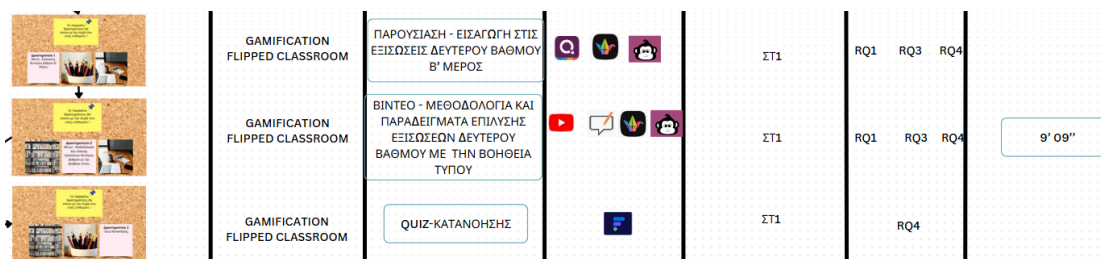 GAMIFICATION
FLIPPED CLASSROOM
ΠΑΡΟΥΣΙΑΣΗ - ΕΙΣΑΓΩΓΗ ΣΤΙΣ
ΕΞΙΣΩΣΕΙΣ ΔΕΥΤΕΡΟΥ ΒΑΘΜΟΥ
Β' ΜΕΡΟΣ
ΣΤ1
RQ1 RQ3 RQ4
GAMIFICATION
FLIPPED CLASSROOM
ΒΙΝΤΕΟ - ΜΕΘΟΔΟΛΟΓΙΑ ΚΑΙ
ΠΑΡΑΔΕΙΓΜΑΤΑ ΕΠΙΛΥΣΗΣ
ΕΞΙΣΩΣΕΩΝ ΔΕΥΤΕΡΟΥ
ΒΑΘΜΟΥ ΜΕ ΤΗΝ ΒΟΗΘΕΙΑ
ΤΥΠΟΥ
ΣΤ1
RQ1 RQ3 RQ4
9' 09''
GAMIFICATION
FLIPPED CLASSROOM
QUIZ-ΚΑΤΑΝΟΗΣΗΣ
ΣΤ1
RQ4